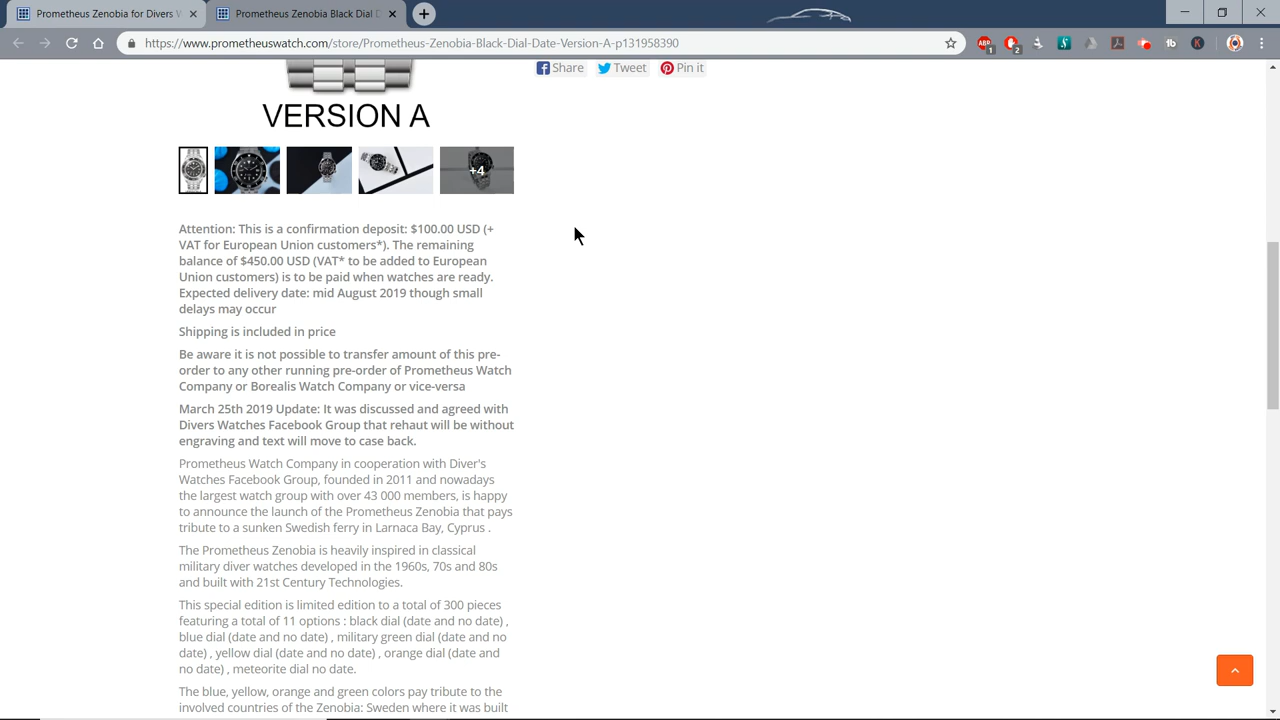 Prometheus Zenobia for Divers W
Prometheus Zenobia Black Dial D
https://www.prometheuswatch.com/store/Prometheus-Zenobia-Black-Dial-Date-Version-A-p131958390
Share Tweet Pin it
VERSION A
+4
Attention: This is a confirmation deposit: $100.00 USD (+
VAT for European Union customers*). The remaining
balance of $450.00 USD (VAT* to be added to European
Union customers) is to be paid when watches are ready.
Expected delivery date: mid August 2019 though small
delays may occur
Shipping is included in price
Be aware it is not possible to transfer amount of this pre-
order to any other running pre-order of Prometheus Watch
Company or Borealis Watch Company or vice-versa
March 25th 2019 Update: It was discussed and agreed with
Divers Watches Facebook Group that rehaut will be without
engraving and text will move to case back.
Prometheus Watch Company in cooperation with Diver's
Watches Facebook Group, founded in 2011 and nowadays
the largest watch group with over 43 000 members, is happy
to announce the launch of the Prometheus Zenobia that pays
tribute to a sunken Swedish ferry in Larnaca Bay, Cyprus .
The Prometheus Zenobia is heavily inspired in classical
military diver watches developed in the 1960s, 70s and 80s
and built with 21st Century Technologies.
This special edition is limited edition to a total of 300 pieces
featuring a total of 11 options : black dial (date and no date) ,
blue dial (date and no date) , military green dial (date and no
date) , yellow dial (date and no date) , orange dial (date and
no date) , meteorite dial no date.
The blue, yellow, orange and green colors pay tribute to the
involved countries of the Zenobia: Sweden where it was built